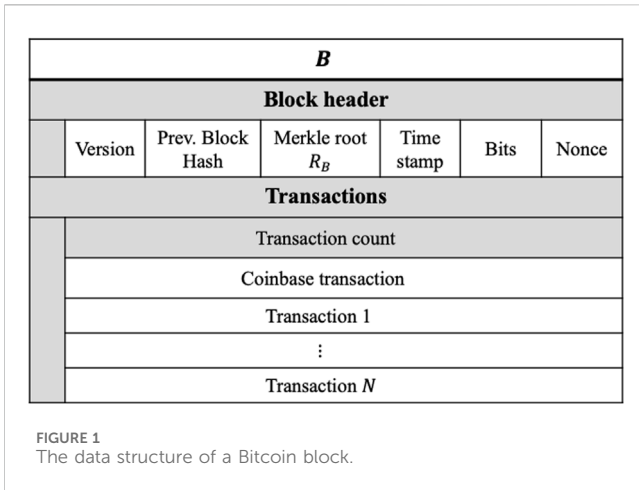 B
Block header
Version
Prev. Block
Hash
Merkle root
R_B
Time
stamp
Bits
Nonce
Transactions
Transaction count
Coinbase transaction
Transaction 1
⋮
Transaction N
FIGURE 1
The data structure of a Bitcoin block.